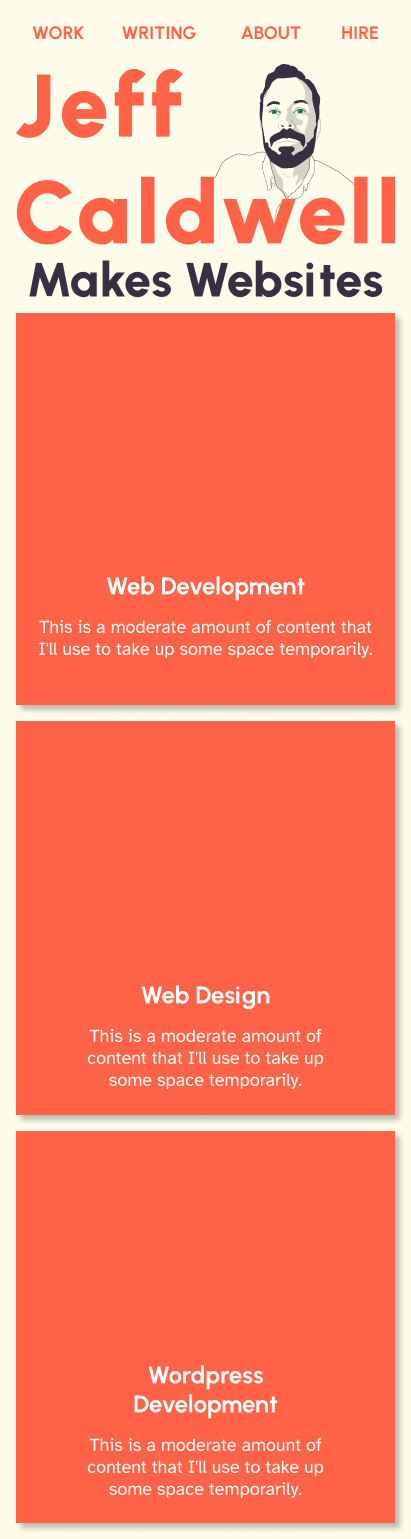 WORK WRITING ABOUT HIRE
Jeff
Caldwell
Makes Websites
Web Development
This is a moderate amount of content that
I'll use to take up some space temporarily.
Web Design
This is a moderate amount of
content that I'll use to take up
some space temporarily.
Wordpress
Development
This is a moderate amount of
content that I'll use to take up
some space temporarily.